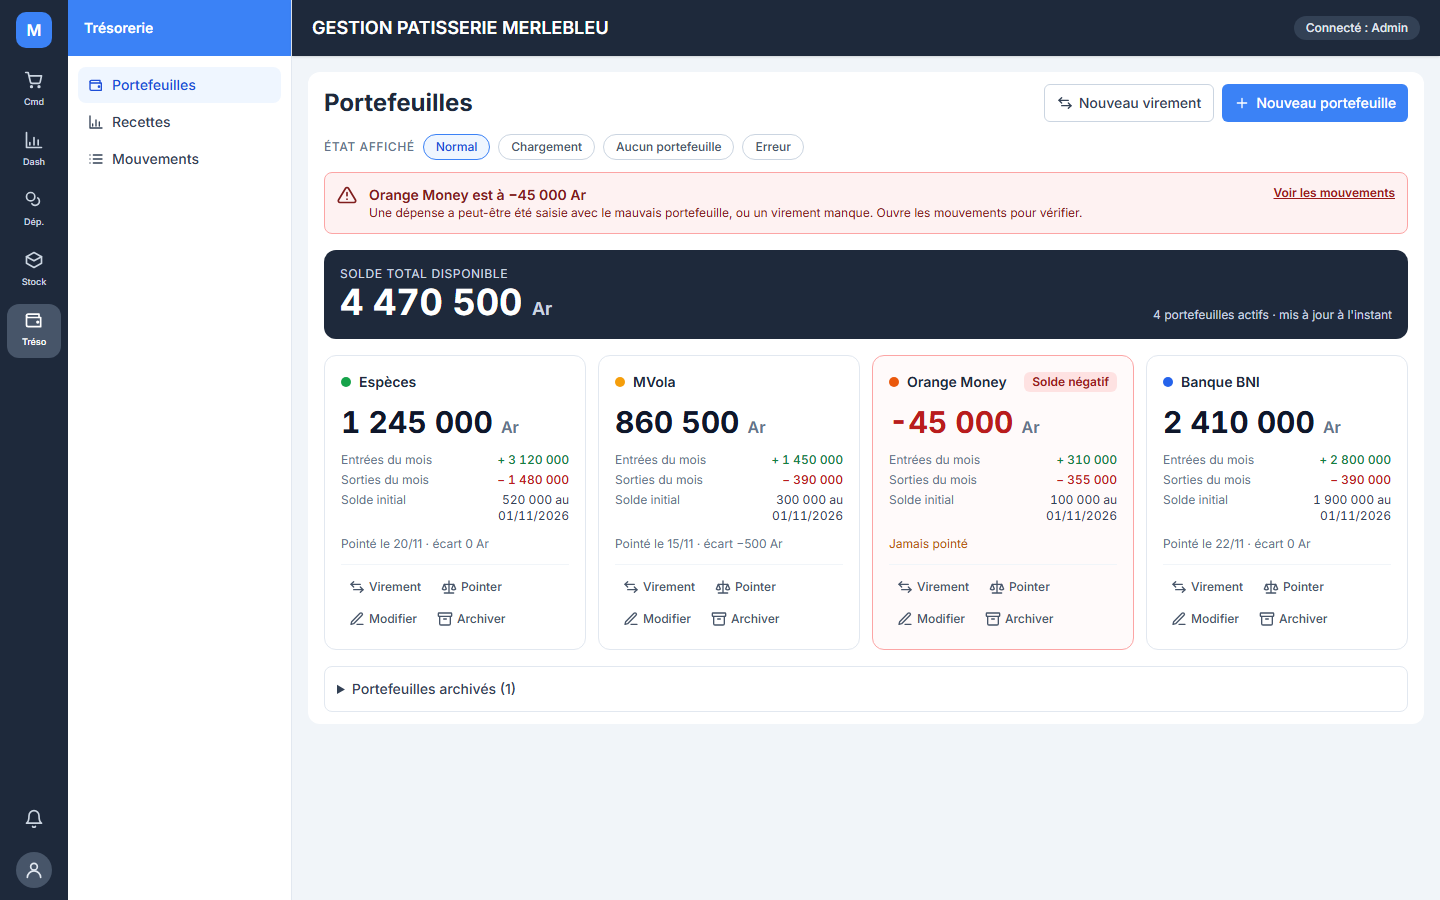 M
Cmd
Dash
Dép.
Stock
Tréso
Trésorerie
Portefeuilles
Recettes
Mouvements
GESTION PATISSERIE MERLEBLEU
Connecté : Admin
Portefeuilles
Nouveau virement
Nouveau portefeuille
ÉTAT AFFICHÉ
Normal
Chargement
Aucun portefeuille
Erreur
Orange Money est à −45 000 Ar
Une dépense a peut-être été saisie avec le mauvais portefeuille, ou un virement manque. Ouvre les mouvements pour vérifier.
Voir les mouvements
SOLDE TOTAL DISPONIBLE
4 470 500 Ar
4 portefeuilles actifs · mis à jour à l'instant
Espèces
1 245 000 Ar
Entrées du mois + 3 120 000
Sorties du mois − 1 480 000
Solde initial 520 000 au
01/11/2026
Pointé le 20/11 · écart 0 Ar
Virement Pointer
Modifier Archiver
MVola
860 500 Ar
Entrées du mois + 1 450 000
Sorties du mois − 390 000
Solde initial 300 000 au
01/11/2026
Pointé le 15/11 · écart −500 Ar
Virement Pointer
Modifier Archiver
Orange Money Solde négatif
-45 000 Ar
Entrées du mois + 310 000
Sorties du mois − 355 000
Solde initial 100 000 au
01/11/2026
Jamais pointé
Virement Pointer
Modifier Archiver
Banque BNI
2 410 000 Ar
Entrées du mois + 2 800 000
Sorties du mois − 390 000
Solde initial 1 900 000 au
01/11/2026
Pointé le 22/11 · écart 0 Ar
Virement Pointer
Modifier Archiver
Portefeuilles archivés (1)